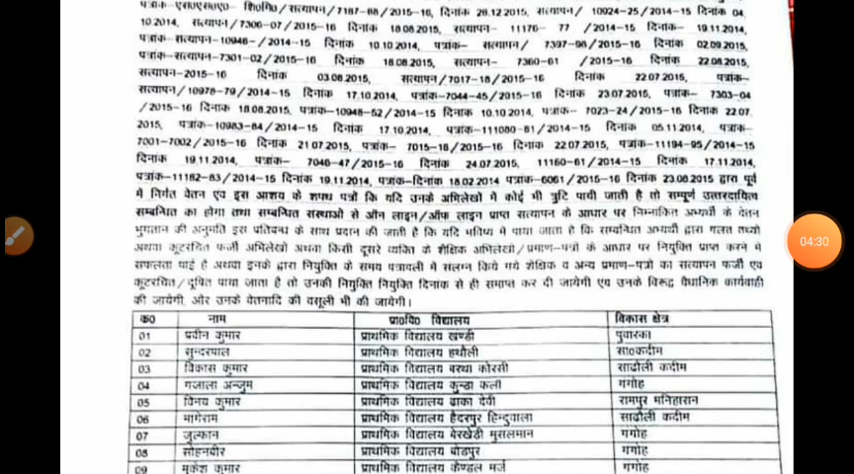 पत्रांक-एस0एस0ए0- शि0मि0/सत्यापन/7187-88/2015-16, दिनांक 28.12.2015, सत्यापन/ 10924-25/2014-15 दिनांक 04.
10.2014, सत्यापन/7306-07/2015-16 दिनांक 18.08.2015, सत्यापन- 11176- 77 /2014-15 दिनांक- 19.11.2014,
पत्रांक- सत्यापन-10946-/2014-15 दिनांक 10.10.2014, पत्रांक- सत्यापन/ 7397-98/2015-16 दिनांक 02.09.2015,
पत्रांक-सत्यापन-7301-02/2015-16 दिनांक 18.08.2015, सत्यापन- 7360-61 /2015-16 दिनांक 22.08.2015,
सत्यापन-2015-16 दिनांक 03.08.2015, सत्यापन/7017-18/2015-16 दिनांक 22.07.2015, पत्रांक-
सत्यापन/10978-79/2014-15 दिनांक 17.10.2014, पत्रांक-7044-45/2015-16 दिनांक 23.07.2015, पत्रांक- 7303-04
/2015-16 दिनांक 18.08.2015, पत्रांक-10948-52/2014-15 दिनांक 10.10.2014, पत्रांक- 7023-24/2015-16 दिनांक 22.07.
2015, पत्रांक-10983-84/2014-15 दिनांक 17.10.2014, पत्रांक-111080-81/2014-15 दिनांक 05.11.2014, पत्रांक-
7001-7002/2015-16 दिनांक 21.07.2015, पत्रांक- 7015-16/2015-16 दिनांक 22.07.2015, पत्रांक-11194-95/2014-15
दिनांक 19.11.2014, पत्रांक- 7046-47/2015-16 दिनांक 24.07.2015, 11160-61/2014-15 दिनांक 17.11.2014,
पत्रांक-11182-83/2014-15 दिनांक 19.11.2014, पत्रांक-दिनांक 18.02.2014 पत्रांक-6061/2015-16 दिनांक 23.08.2015 द्वारा पूर्व
में निर्गत वेतन एवं इस आशय के शपथ पत्रों कि यदि उनके अभिलेखों में कोई भी त्रुटि पायी जाती है तो सम्पूर्ण उत्तरदायित्व
सम्बन्धित का होगा तथा सम्बन्धित संस्थाओं से ऑन लाइन/ऑफ लाइन प्राप्त सत्यापन के आधार पर निम्नांकित अभ्यर्थी के वेतन
भुगतान की अनुमति इस प्रतिबन्ध के साथ प्रदान की जाती है कि यदि भविष्य में पाया जाता है कि सम्बन्धित अभ्यर्थी द्वारा गलत तथ्यों
अथवा कूटरचित फर्जी अभिलेखों अथवा किसी दूसरे व्यक्ति के शैक्षिक अभिलेखों/प्रमाण-पत्रों के आधार पर नियुक्ति प्राप्त करने में
सफलता पाई है अथवा इनके द्वारा नियुक्ति के समय पत्रावली में संलग्न किये गये शैक्षिक व अन्य प्रमाण-पत्रों का सत्यापन फर्जी एवं
कूटरचित/दूषित पाया जाता है तो उनकी नियुक्ति नियुक्ति दिनांक से ही समाप्त कर दी जायेगी एवं उनके विरूद्ध वैधानिक कार्यवाही
की जायेगी, और उनके वेतनादि की वसूली भी की जायेगी।
क0 नाम प्रा0वि0 विद्यालय विकास क्षेत्र
01 प्रवीन कुमार प्राथमिक विद्यालय खण्डी पुवारका
02 सुन्दरपाल प्राथमिक विद्यालय हथौली सा0कदीम
03 विकास कुमार प्राथमिक विद्यालय बरथा कोरसी साढौली कदीम
04 गजाला अन्जुम प्राथमिक विद्यालय कुन्डा कलां गंगोह
05 विनय कुमार प्राथमिक विद्यालय ढाका देवी रामपुर मनिहारान
06 मांगेराम प्राथमिक विद्यालय हैदरपुर हिन्दुवाला साढौली कदीम
07 जुल्फान प्राथमिक विद्यालय बेरखेडी मुसलमान गंगोह
08 सोहनबीर प्राथमिक विद्यालय बोडपुर गंगोह
09 मुकेश कुमार प्राथमिक विद्यालय कैण्डल मर्ज गंगोह
04:30